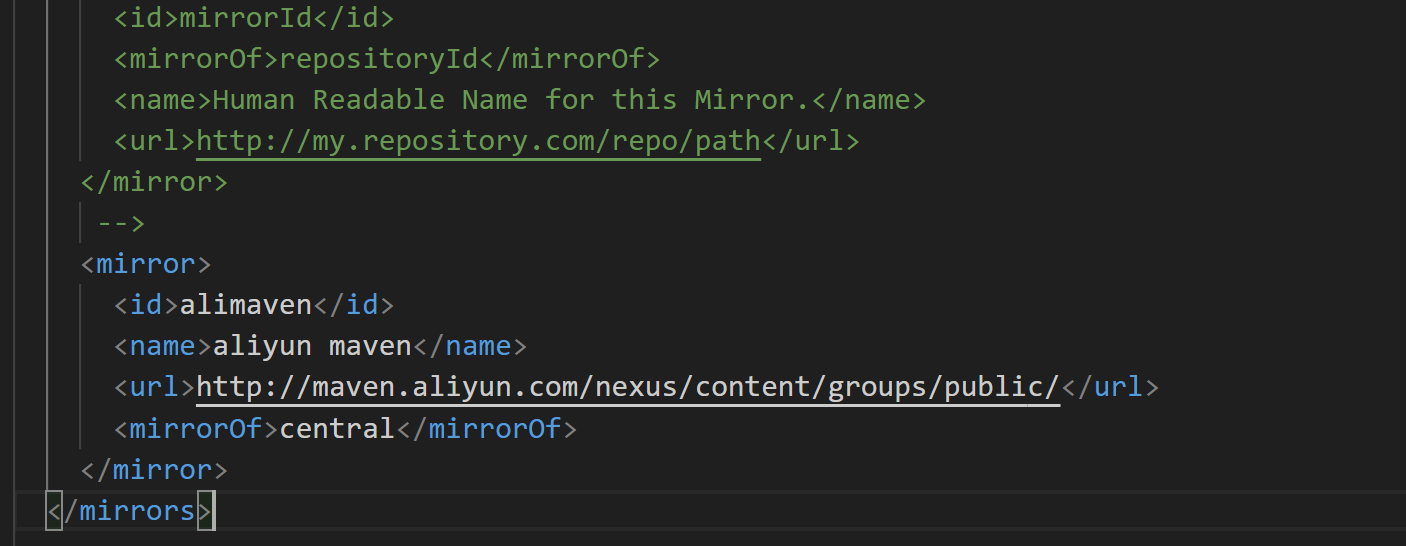 <id>mirrorId</id>
<mirrorOf>repositoryId</mirrorOf>
<name>Human Readable Name for this Mirror.</name>
<url>http://my.repository.com/repo/path</url>
</mirror>
-->
<mirror>
<id>alimaven</id>
<name>aliyun maven</name>
<url>http://maven.aliyun.com/nexus/content/groups/public/</url>
<mirrorOf>central</mirrorOf>
</mirror>
</mirrors>